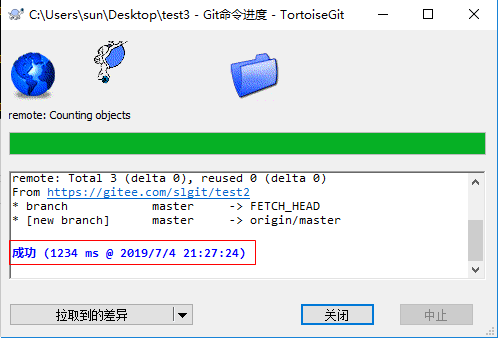 C:\Users\sun\Desktop\test3 - Git命令进度 - TortoiseGit
remote: Counting objects
remote: Total 3 (delta 0), reused 0 (delta 0)
From https://gitee.com/slgit/test2
* branch            master     -> FETCH_HEAD
* [new branch]      master     -> origin/master
成功 (1234 ms @ 2019/7/4 21:27:24)
拉取到的差异
关闭
中止